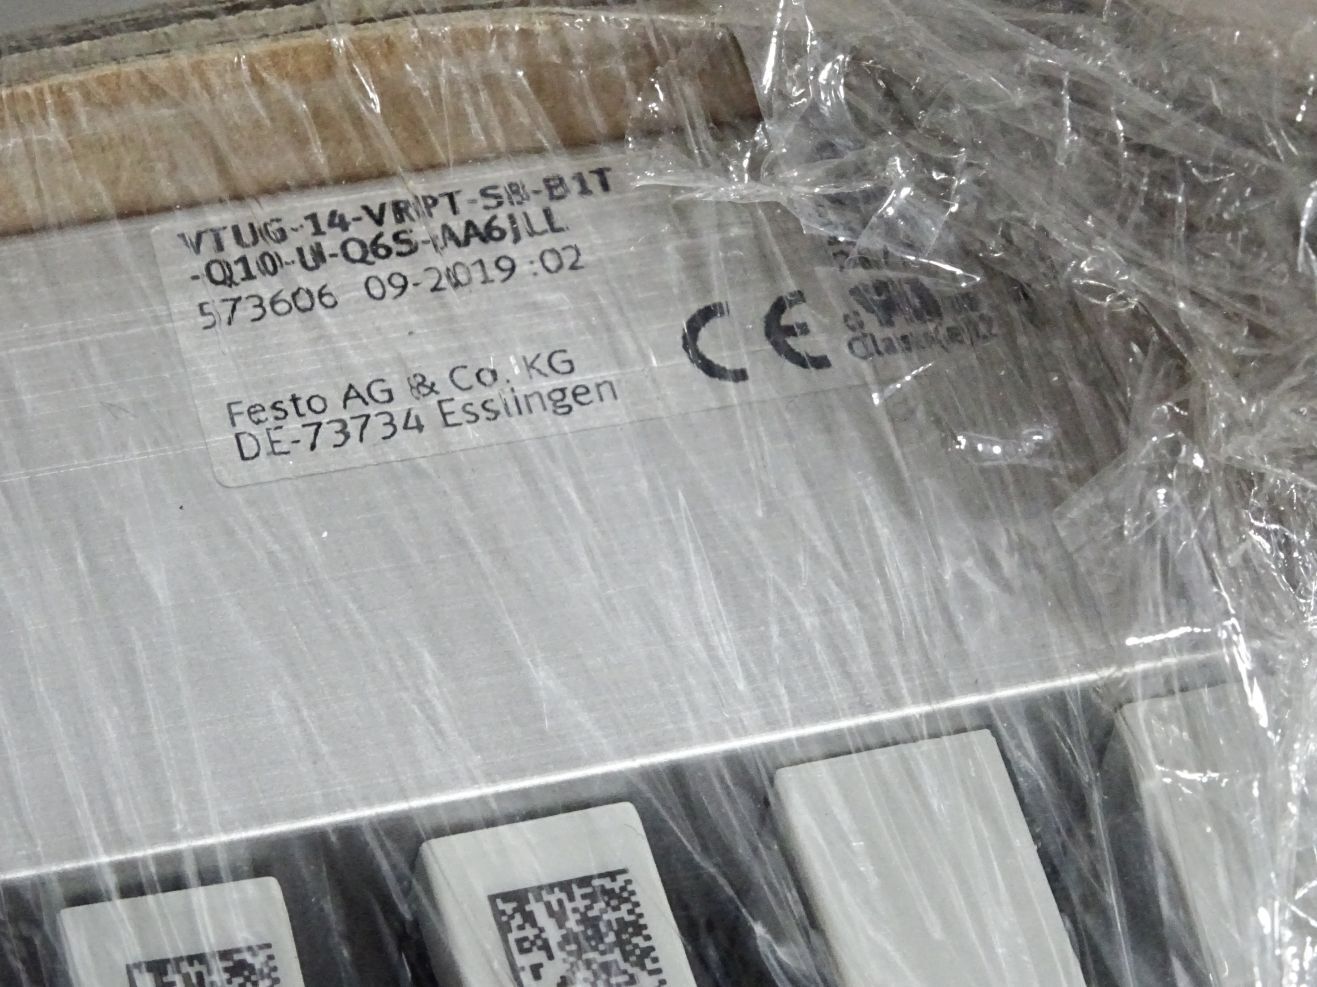 VTUG-14-VRPT-SB-B1T
-Q10-U-Q6S-AA6JLL
573606 09-2019 :02
Festo AG & Co. KG
DE-73734 Esslingen
CE